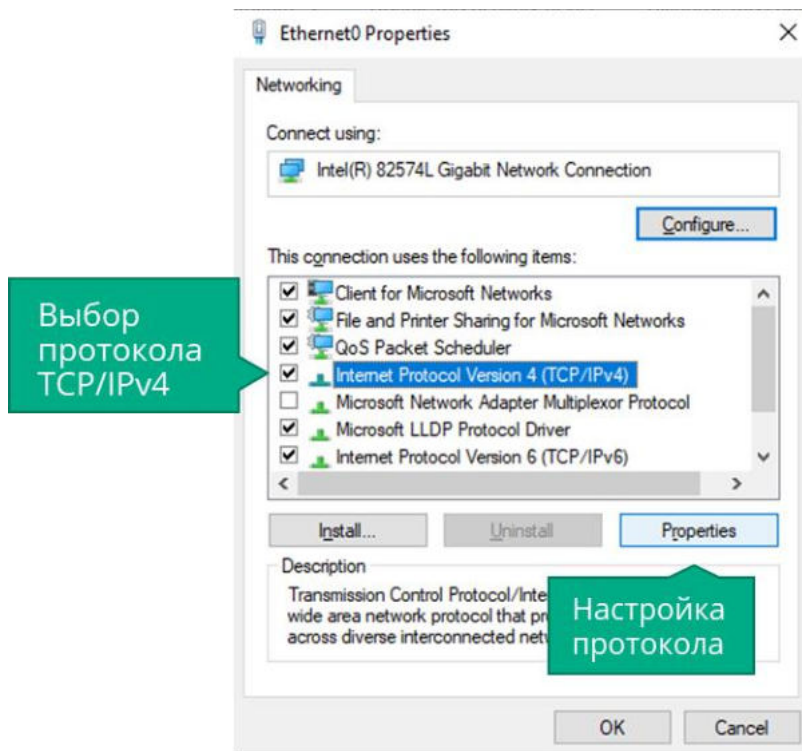 Ethernet0 Properties
Networking
Connect using:
Intel(R) 82574L Gigabit Network Connection
Configure...
This connection uses the following items:
Client for Microsoft Networks
File and Printer Sharing for Microsoft Networks
QoS Packet Scheduler
Internet Protocol Version 4 (TCP/IPv4)
Microsoft Network Adapter Multiplexor Protocol
Microsoft LLDP Protocol Driver
Internet Protocol Version 6 (TCP/IPv6)
Выбор
протокола
TCP/IPv4
Install...
Uninstall
Properties
Description
Transmission Control Protocol/Inte
wide area network protocol that pr
across diverse interconnected net
Настройка
протокола
OK
Cancel